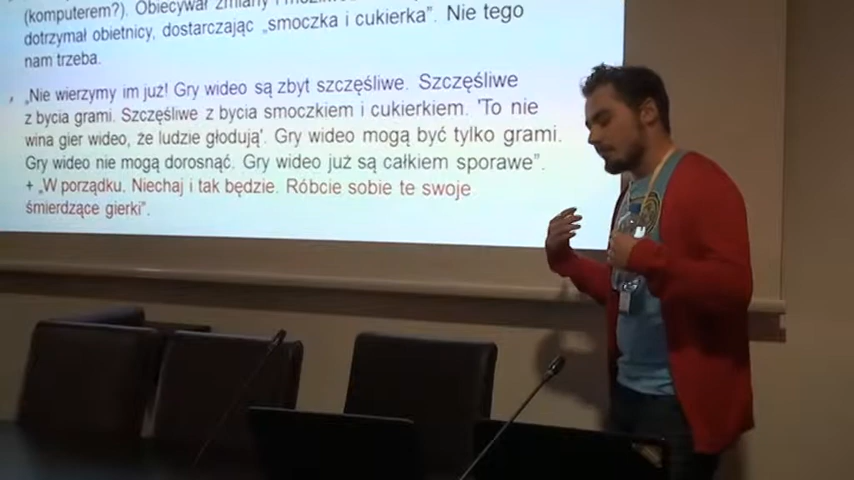 (komputerem?). Obiecywał zmiany i możliwości
dotrzymał obietnicy, dostarczając „smoczka i cukierka”. Nie tego
nam trzeba.
„Nie wierzymy im już! Gry wideo są zbyt szczęśliwe. Szczęśliwe
z bycia grami. Szczęśliwe z bycia smoczkiem i cukierkiem. 'To nie
wina gier wideo, że ludzie głodują'. Gry wideo mogą być tylko grami.
Gry wideo nie mogą dorosnąć. Gry wideo już są całkiem sporawe”.
+ „W porządku. Niechaj i tak będzie. Róbcie sobie te swoje
śmierdzące gierki”.